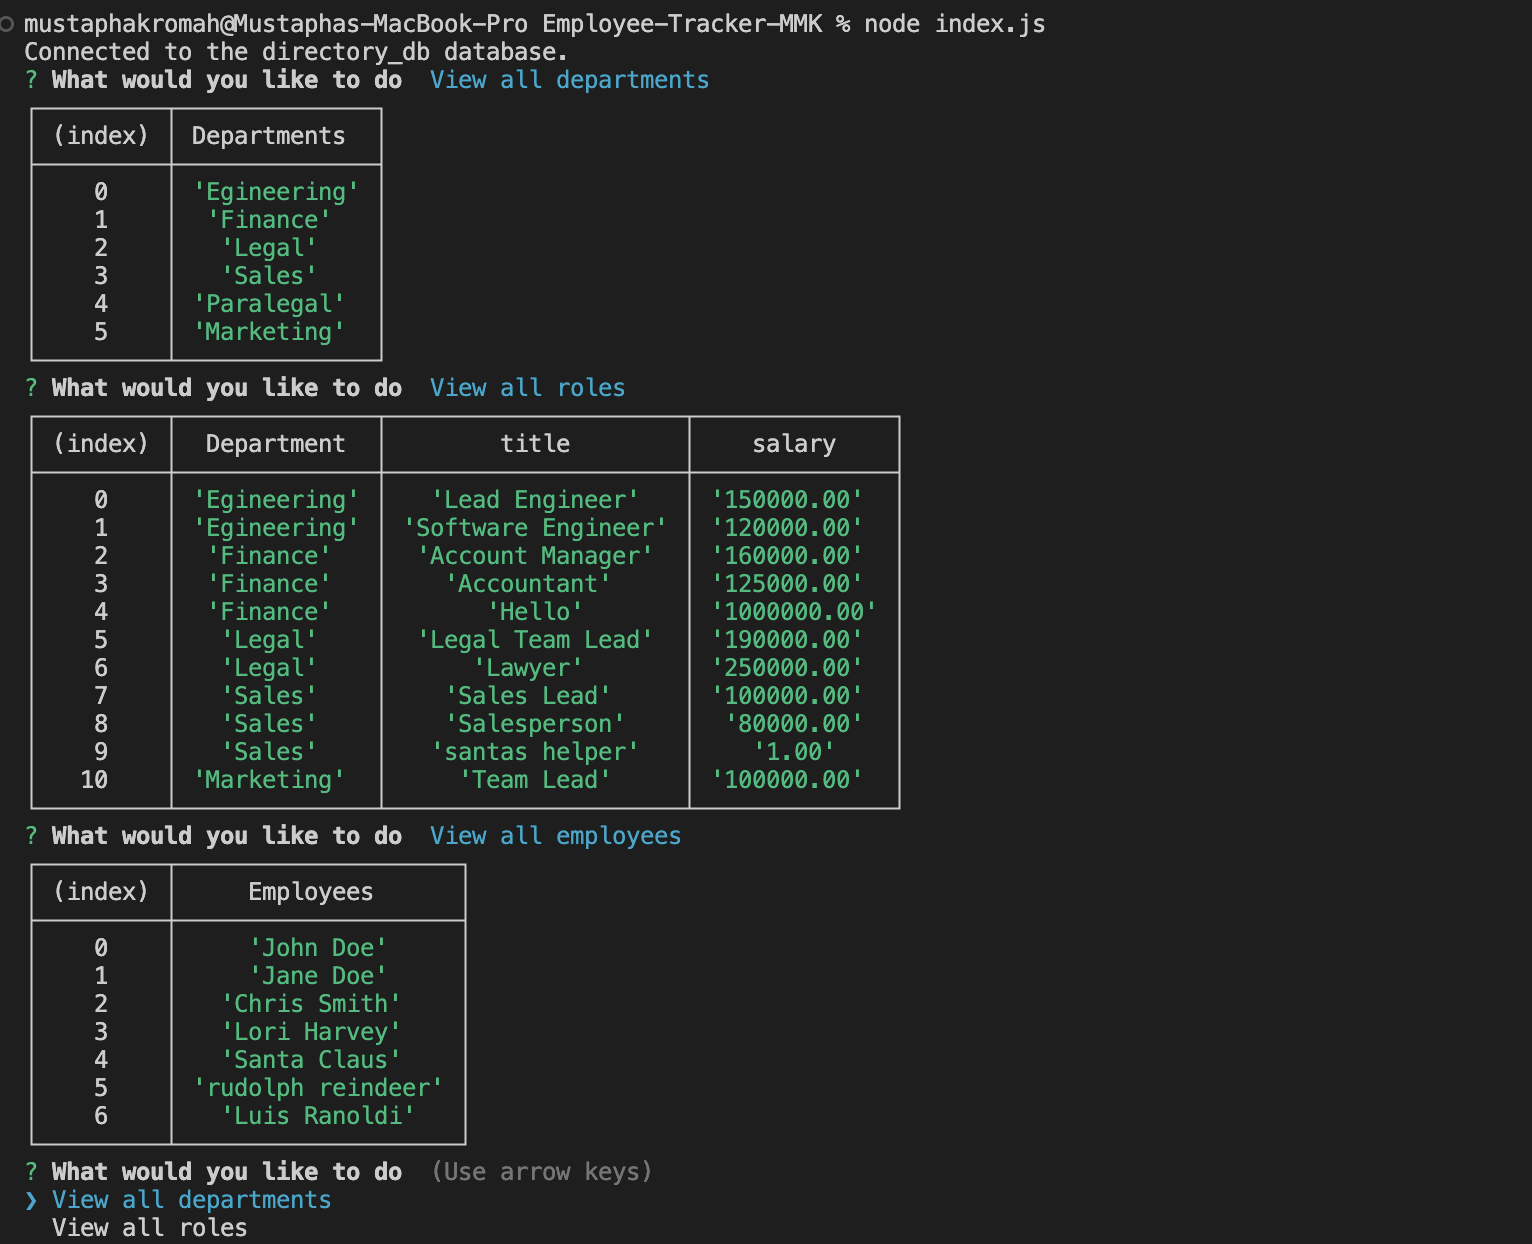 mustaphakromah@Mustaphas-MacBook-Pro Employee-Tracker-MMK % node index.js
Connected to the directory_db database.
? What would you like to do  View all departments
(index) Departments
0 'Egineering'
1 'Finance'
2 'Legal'
3 'Sales'
4 'Paralegal'
5 'Marketing'
? What would you like to do  View all roles
(index) Department title salary
0 'Egineering' 'Lead Engineer' '150000.00'
1 'Egineering' 'Software Engineer' '120000.00'
2 'Finance' 'Account Manager' '160000.00'
3 'Finance' 'Accountant' '125000.00'
4 'Finance' 'Hello' '1000000.00'
5 'Legal' 'Legal Team Lead' '190000.00'
6 'Legal' 'Lawyer' '250000.00'
7 'Sales' 'Sales Lead' '100000.00'
8 'Sales' 'Salesperson' '80000.00'
9 'Sales' 'santas helper' '1.00'
10 'Marketing' 'Team Lead' '100000.00'
? What would you like to do  View all employees
(index) Employees
0 'John Doe'
1 'Jane Doe'
2 'Chris Smith'
3 'Lori Harvey'
4 'Santa Claus'
5 'rudolph reindeer'
6 'Luis Ranoldi'
? What would you like to do  (Use arrow keys)
❯ View all departments
View all roles